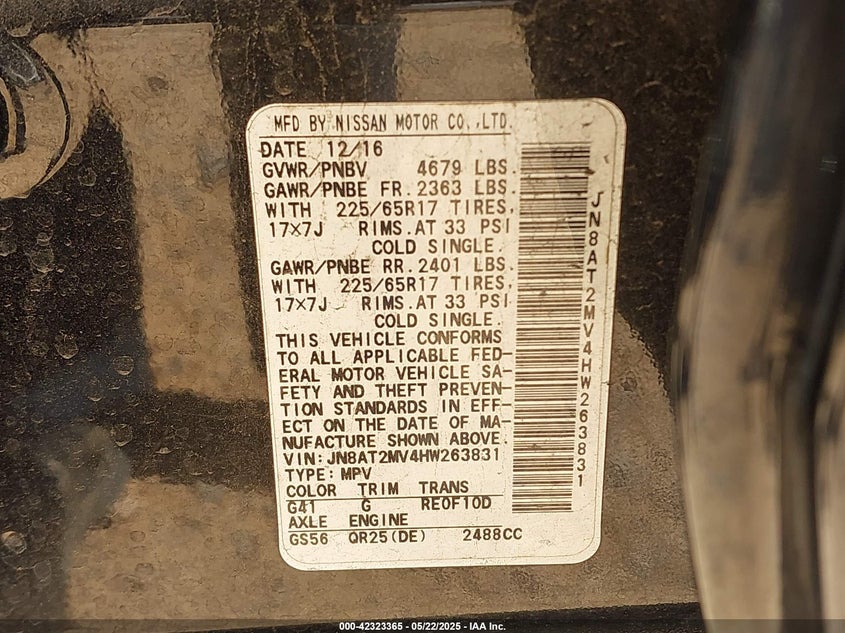 MFD BY NISSAN MOTOR CO.,LTD.
DATE 12/16
GVWR/PNBV 4679 LBS.
GAWR/PNBE FR.2363 LBS.
WITH 225/65R17 TIRES,
17×7J RIMS.AT 33 PSI
COLD SINGLE.
GAWR/PNBE RR.2401 LBS.
WITH 225/65R17 TIRES,
17×7J RIMS.AT 33 PSI
COLD SINGLE.
THIS VEHICLE CONFORMS
TO ALL APPLICABLE FED-
ERAL MOTOR VEHICLE SA-
FETY AND THEFT PREVEN-
TION STANDARDS IN EFF-
ECT ON THE DATE OF MA-
NUFACTURE SHOWN ABOVE.
VIN:JN8AT2MV4HW263831
TYPE:MPV
COLOR TRIM TRANS
G41 G RE0F10D
AXLE ENGINE
GS56 QR25(DE) 2488CC
JN8AT2MV4HW263831
000-42323365 - 05/22/2025 - IAA Inc.